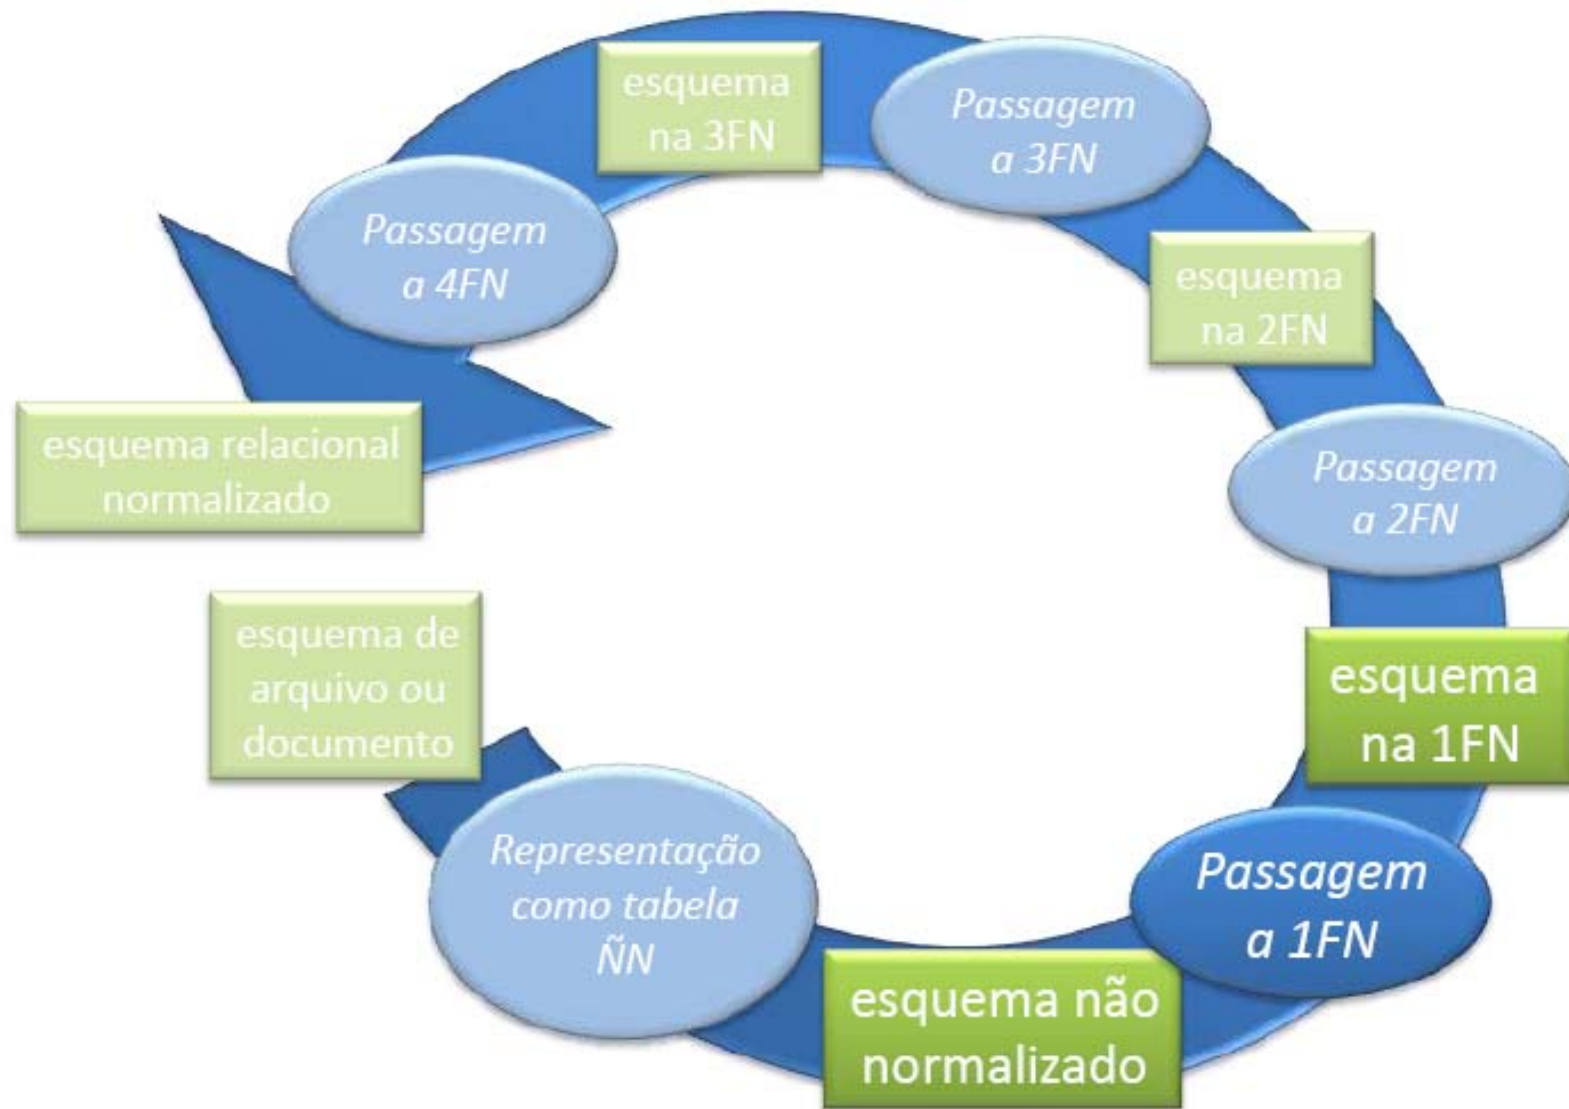 esquema
na 3FN
Passagem
a 3FN
Passagem
a 4FN
esquema
na 2FN
esquema relacional
normalizado
Passagem
a 2FN
esquema de
arquivo ou
documento
esquema
na 1FN
Representação
como tabela
ÑN
Passagem
a 1FN
esquema não
normalizado